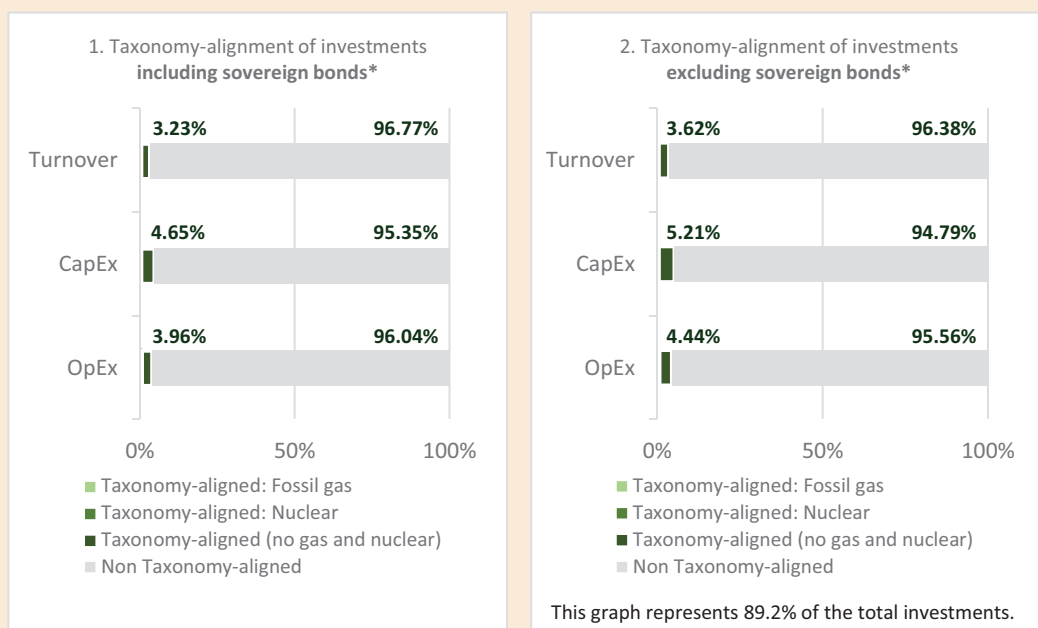 1. Taxonomy-alignment of investments
including sovereign bonds*
3.23% 96.77%
Turnover
4.65% 95.35%
CapEx
3.96% 96.04%
OpEx
0% 50% 100%
Taxonomy-aligned: Fossil gas
Taxonomy-aligned: Nuclear
Taxonomy-aligned (no gas and nuclear)
Non Taxonomy-aligned
2. Taxonomy-alignment of investments
excluding sovereign bonds*
3.62% 96.38%
Turnover
5.21% 94.79%
CapEx
4.44% 95.56%
OpEx
0% 50% 100%
Taxonomy-aligned: Fossil gas
Taxonomy-aligned: Nuclear
Taxonomy-aligned (no gas and nuclear)
Non Taxonomy-aligned
This graph represents 89.2% of the total investments.